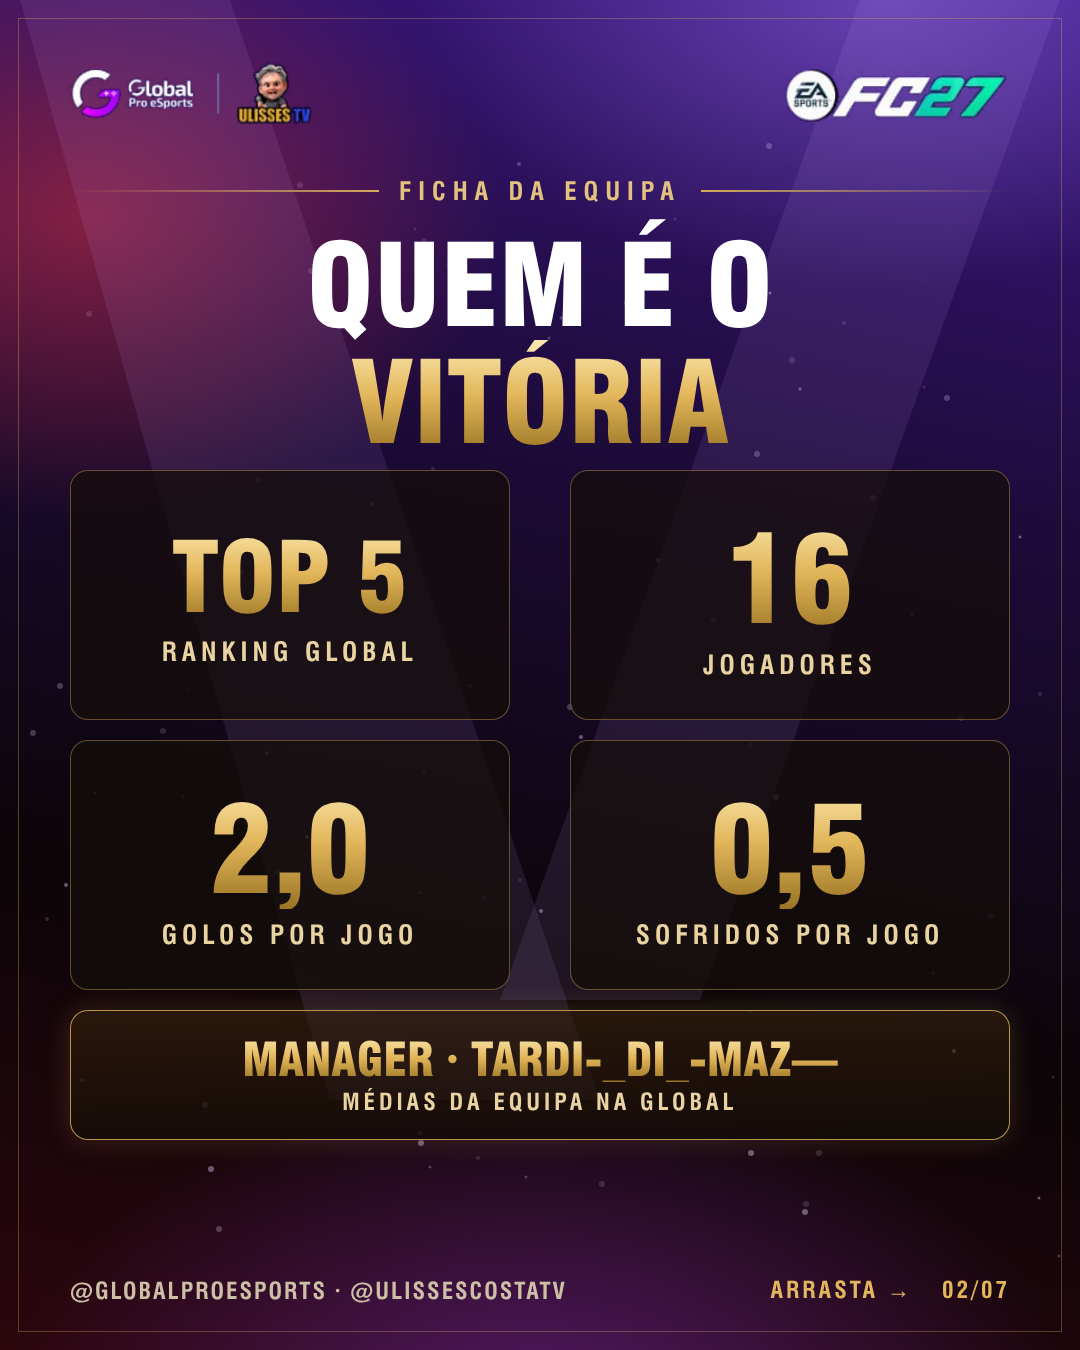 Global
Pro eSports
ULISSES TV
EA
SPORTS
FC27
FICHA DA EQUIPA
QUEM É O
VITÓRIA
TOP 5
RANKING GLOBAL
16
JOGADORES
2,0
GOLOS POR JOGO
0,5
SOFRIDOS POR JOGO
MANAGER · TARDI-_DI_-MAZ—
MÉDIAS DA EQUIPA NA GLOBAL
@GLOBALPROESPORTS · @ULISSESCOSTATV
ARRASTA → 02/07